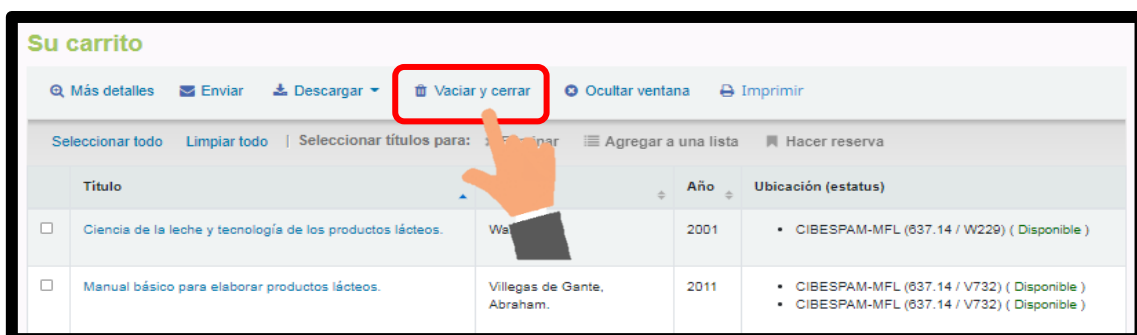 Su carrito
Más detalles Enviar Descargar Vaciar y cerrar Ocultar ventana Imprimir
Seleccionar todo Limpiar todo | Seleccionar títulos para: Agregar a una lista Hacer reserva
Título Año Ubicación (estatus)
Ciencia de la leche y tecnología de los productos lácteos. 2001 • CIBESPAM-MFL (637.14 / W229) ( Disponible )
Manual básico para elaborar productos lácteos. Villegas de Gante, 2011 • CIBESPAM-MFL (637.14 / V732) ( Disponible )
Abraham. • CIBESPAM-MFL (637.14 / V732) ( Disponible )